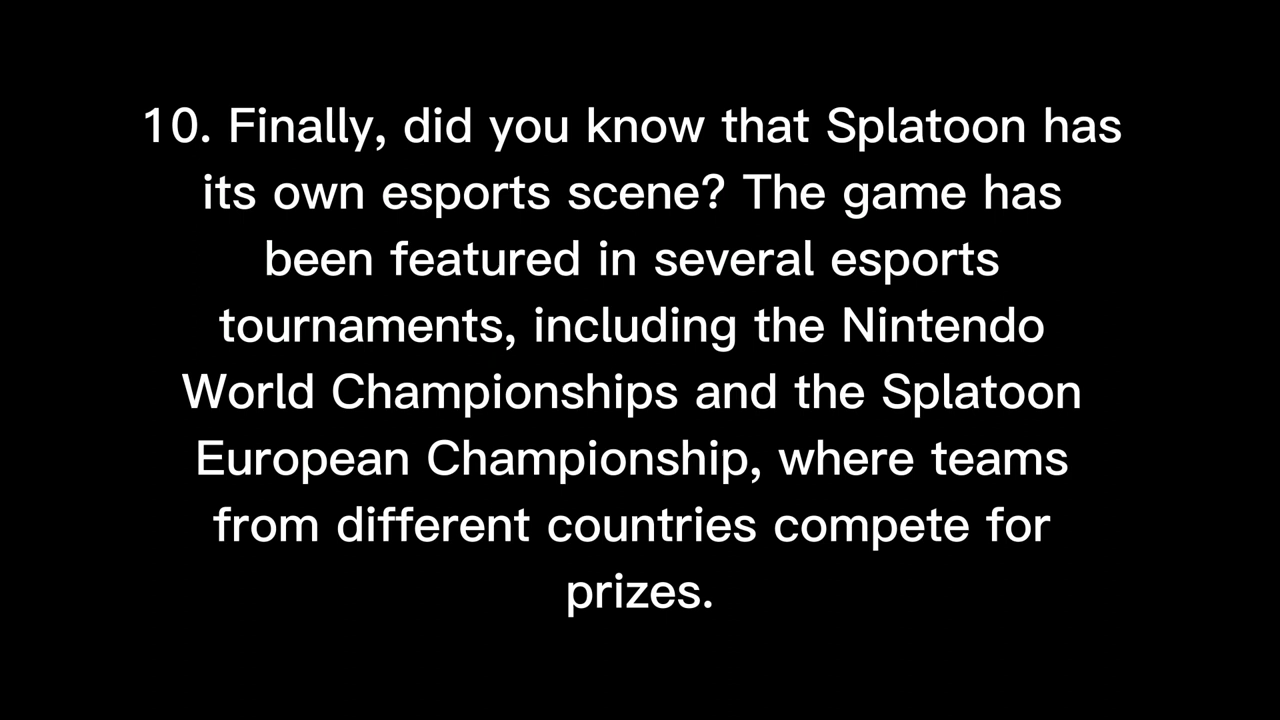 10. Finally, did you know that Splatoon has
its own esports scene? The game has
been featured in several esports
tournaments, including the Nintendo
World Championships and the Splatoon
European Championship, where teams
from different countries compete for
prizes.